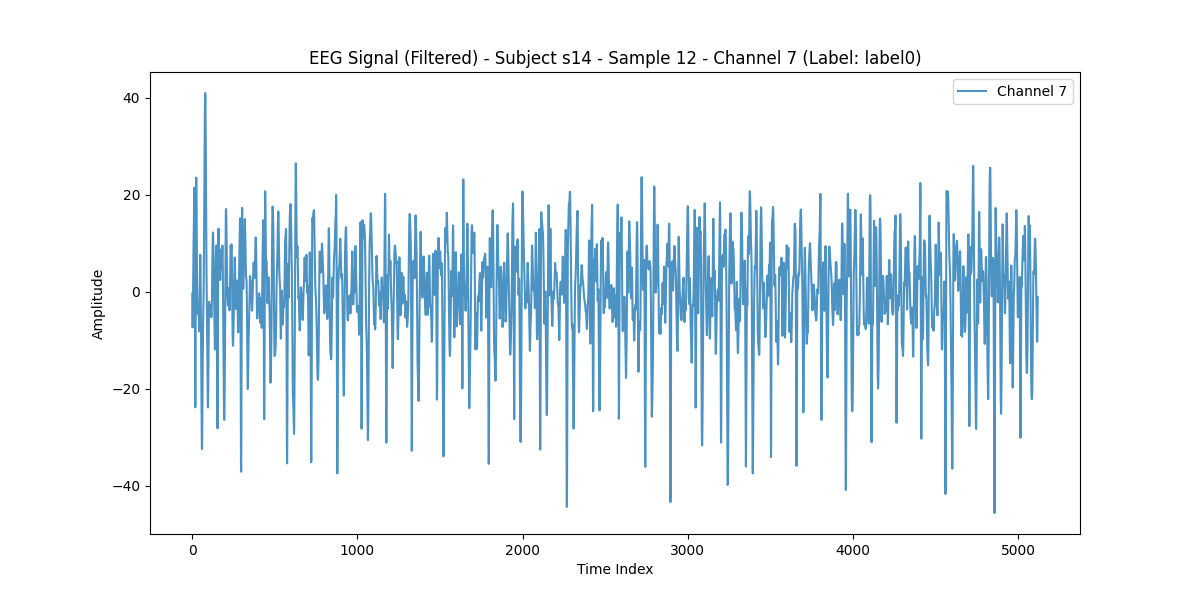 EEG Signal (Filtered) - Subject s14 - Sample 12 - Channel 7 (Label: label0)
Channel 7
40
20
0
−20
−40
Amplitude
0 1000 2000 3000 4000 5000
Time Index